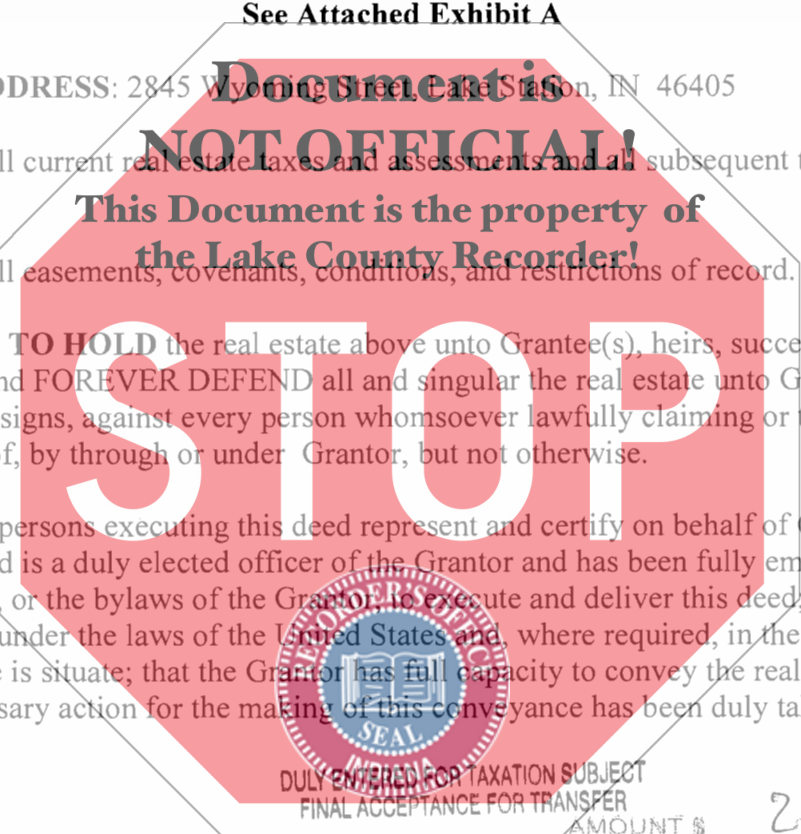 See Attached Exhibit A
DDRESS: 2845 Wyoming Street, Lake Station, IN 46405
Document is
NOT OFFICIAL!
ll current real estate taxes and assessments and all subsequent t
This Document is the property of
the Lake County Recorder!
ll easements, covenants, conditions, and restrictions of record.
STOP
TO HOLD the real estate above unto Grantee(s), heirs, succe
nd FOREVER DEFEND all and singular the real estate unto G
signs, against every person whomsoever lawfully claiming or t
f, by through or under Grantor, but not otherwise.
persons executing this deed represent and certify on behalf of G
d is a duly elected officer of the Grantor and has been fully em
, or the bylaws of the Grantor, to execute and deliver this deed;
under the laws of the United States and, where required, in the
e is situate; that the Grantor has full capacity to convey the real
sary action for the making of this conveyance has been duly ta
RECORDER'S OFFICE
SEAL
INDIANA
DULY ENTERED FOR TAXATION SUBJECT
FINAL ACCEPTANCE FOR TRANSFER
AMOUNT $ 2